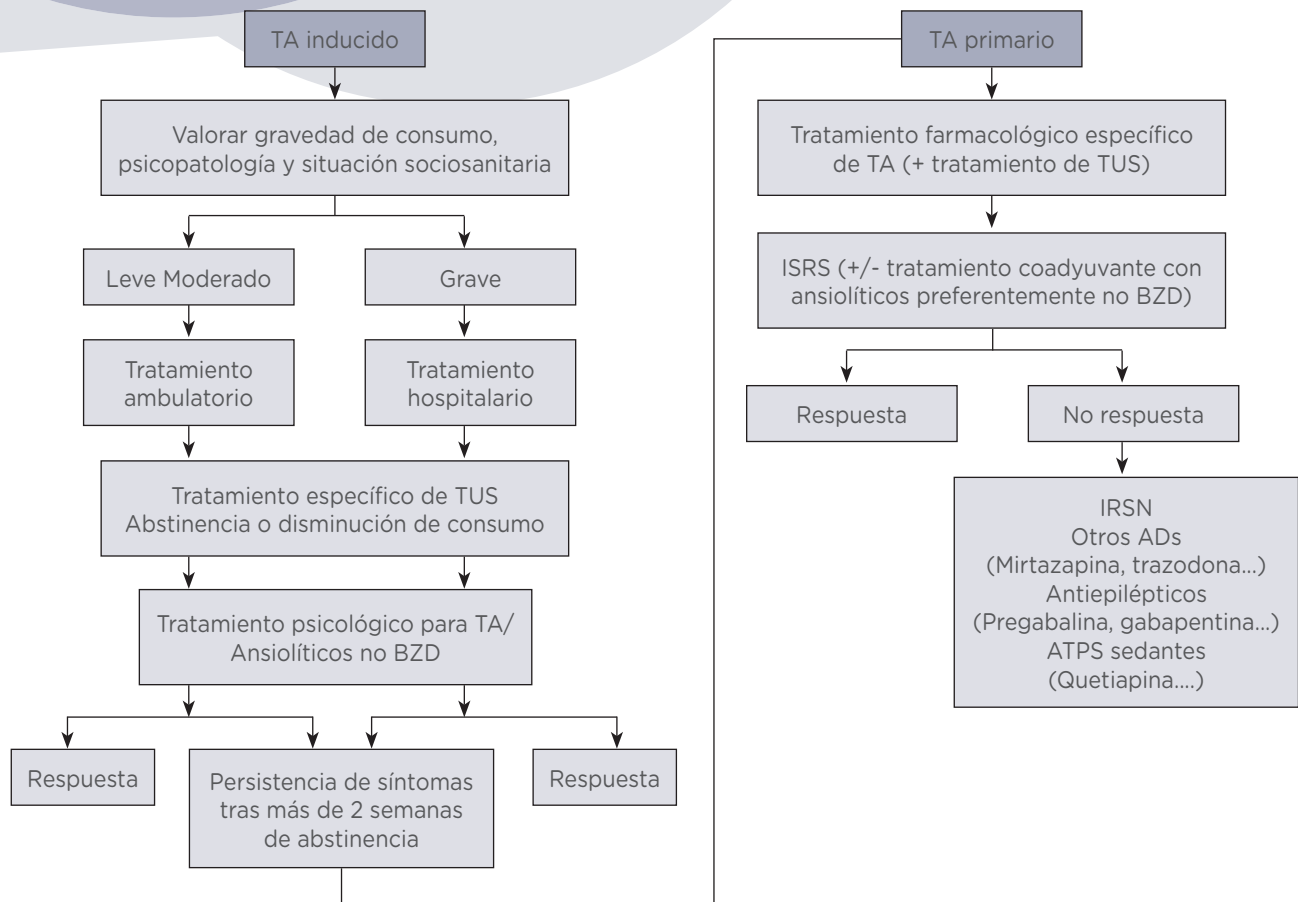 TA inducido
Valorar gravedad de consumo,
psicopatología y situación sociosanitaria
Leve Moderado
Grave
Tratamiento
ambulatorio
Tratamiento
hospitalario
Tratamiento específico de TUS
Abstinencia o disminución de consumo
Tratamiento psicológico para TA/
Ansiolíticos no BZD
Respuesta
Persistencia de síntomas
tras más de 2 semanas
de abstinencia
Respuesta
TA primario
Tratamiento farmacológico específico
de TA (+ tratamiento de TUS)
ISRS (+/- tratamiento coadyuvante con
ansiolíticos preferentemente no BZD)
Respuesta
No respuesta
IRSN
Otros ADs
(Mirtazapina, trazodona...)
Antiepilépticos
(Pregabalina, gabapentina...)
ATPS sedantes
(Quetiapina....)